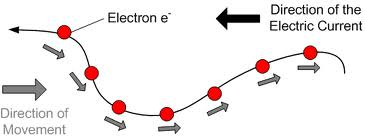 Electron e-
Direction of the
Electric Current
Direction of
Movement